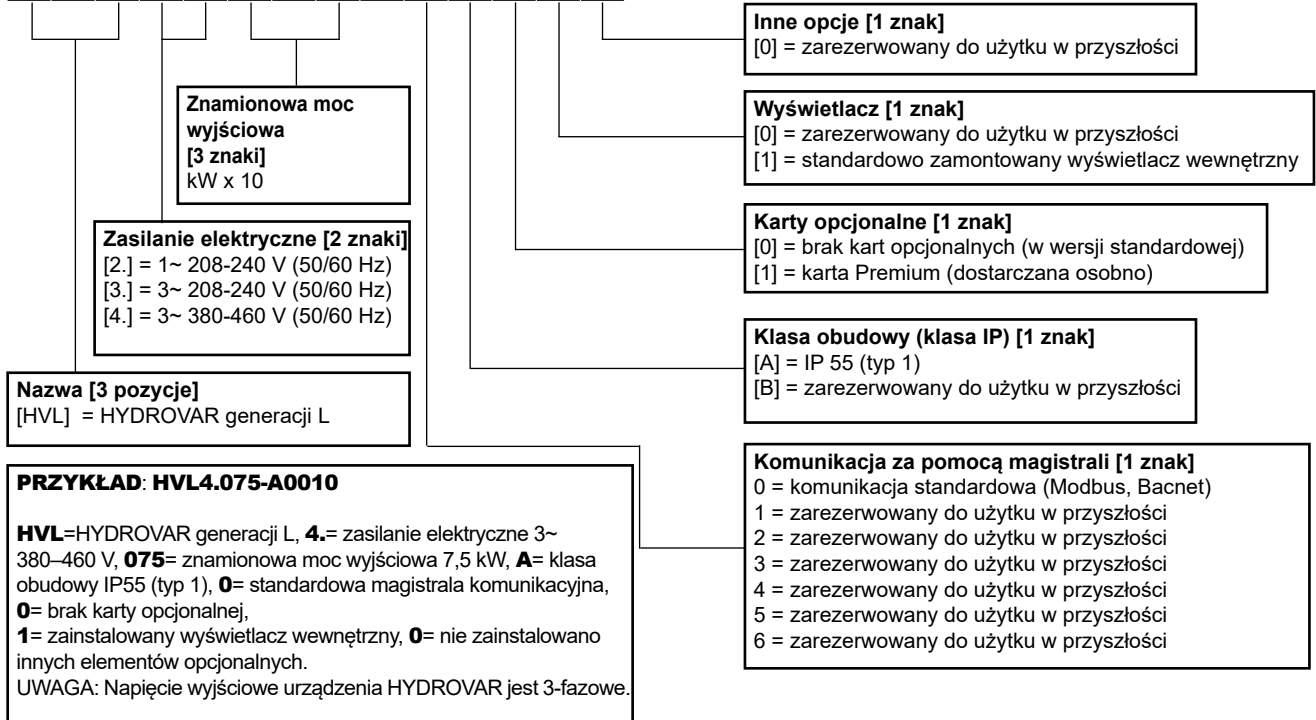 Inne opcje [1 znak]
[0] = zarezerwowany do użytku w przyszłości
Znamionowa moc
wyjściowa
[3 znaki]
kW x 10
Wyświetlacz [1 znak]
[0] = zarezerwowany do użytku w przyszłości
[1] = standardowo zamontowany wyświetlacz wewnętrzny
Zasilanie elektryczne [2 znaki]
[2.] = 1~ 208-240 V (50/60 Hz)
[3.] = 3~ 208-240 V (50/60 Hz)
[4.] = 3~ 380-460 V (50/60 Hz)
Karty opcjonalne [1 znak]
[0] = brak kart opcjonalnych (w wersji standardowej)
[1] = karta Premium (dostarczana osobno)
Klasa obudowy (klasa IP) [1 znak]
[A] = IP 55 (typ 1)
[B] = zarezerwowany do użytku w przyszłości
Nazwa [3 pozycje]
[HVL] = HYDROVAR generacji L
Komunikacja za pomocą magistrali [1 znak]
0 = komunikacja standardowa (Modbus, Bacnet)
1 = zarezerwowany do użytku w przyszłości
2 = zarezerwowany do użytku w przyszłości
3 = zarezerwowany do użytku w przyszłości
4 = zarezerwowany do użytku w przyszłości
5 = zarezerwowany do użytku w przyszłości
6 = zarezerwowany do użytku w przyszłości
PRZYKŁAD: HVL4.075-A0010
HVL=HYDROVAR generacji L, 4.= zasilanie elektryczne 3~
380–460 V, 075= znamionowa moc wyjściowa 7,5 kW, A= klasa
obudowy IP55 (typ 1), 0= standardowa magistrala komunikacyjna,
0= brak karty opcjonalnej,
1= zainstalowany wyświetlacz wewnętrzny, 0= nie zainstalowano
innych elementów opcjonalnych.
UWAGA: Napięcie wyjściowe urządzenia HYDROVAR jest 3-fazowe.